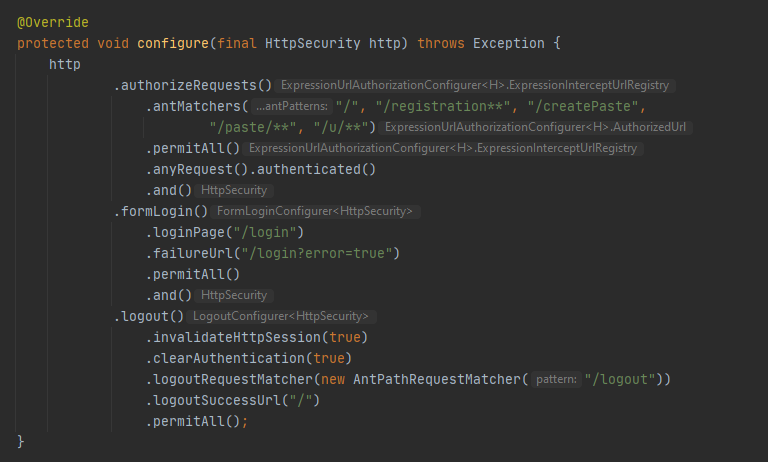 @Override
protected void configure(final HttpSecurity http) throws Exception {
http
.authorizeRequests() ExpressionUrlAuthorizationConfigurer<H>.ExpressionInterceptUrlRegistry
.antMatchers( ...antPatterns: "/", "/registration**", "/createPaste",
"/paste/**", "/u/**") ExpressionUrlAuthorizationConfigurer<H>.AuthorizedUrl
.permitAll() ExpressionUrlAuthorizationConfigurer<H>.ExpressionInterceptUrlRegistry
.anyRequest().authenticated()
.and() HttpSecurity
.formLogin() FormLoginConfigurer<HttpSecurity>
.loginPage("/login")
.failureUrl("/login?error=true")
.permitAll()
.and() HttpSecurity
.logout() LogoutConfigurer<HttpSecurity>
.invalidateHttpSession(true)
.clearAuthentication(true)
.logoutRequestMatcher(new AntPathRequestMatcher( pattern: "/logout"))
.logoutSuccessUrl("/")
.permitAll();
}